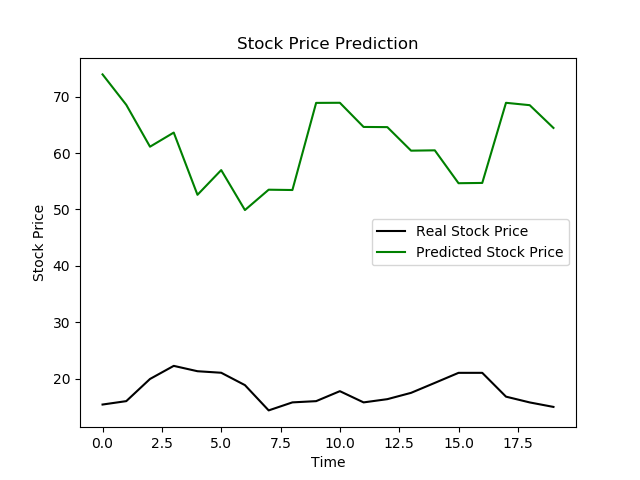 Stock Price Prediction
Stock Price
70
60
50
40
30
20
Real Stock Price
Predicted Stock Price
0.0 2.5 5.0 7.5 10.0 12.5 15.0 17.5
Time